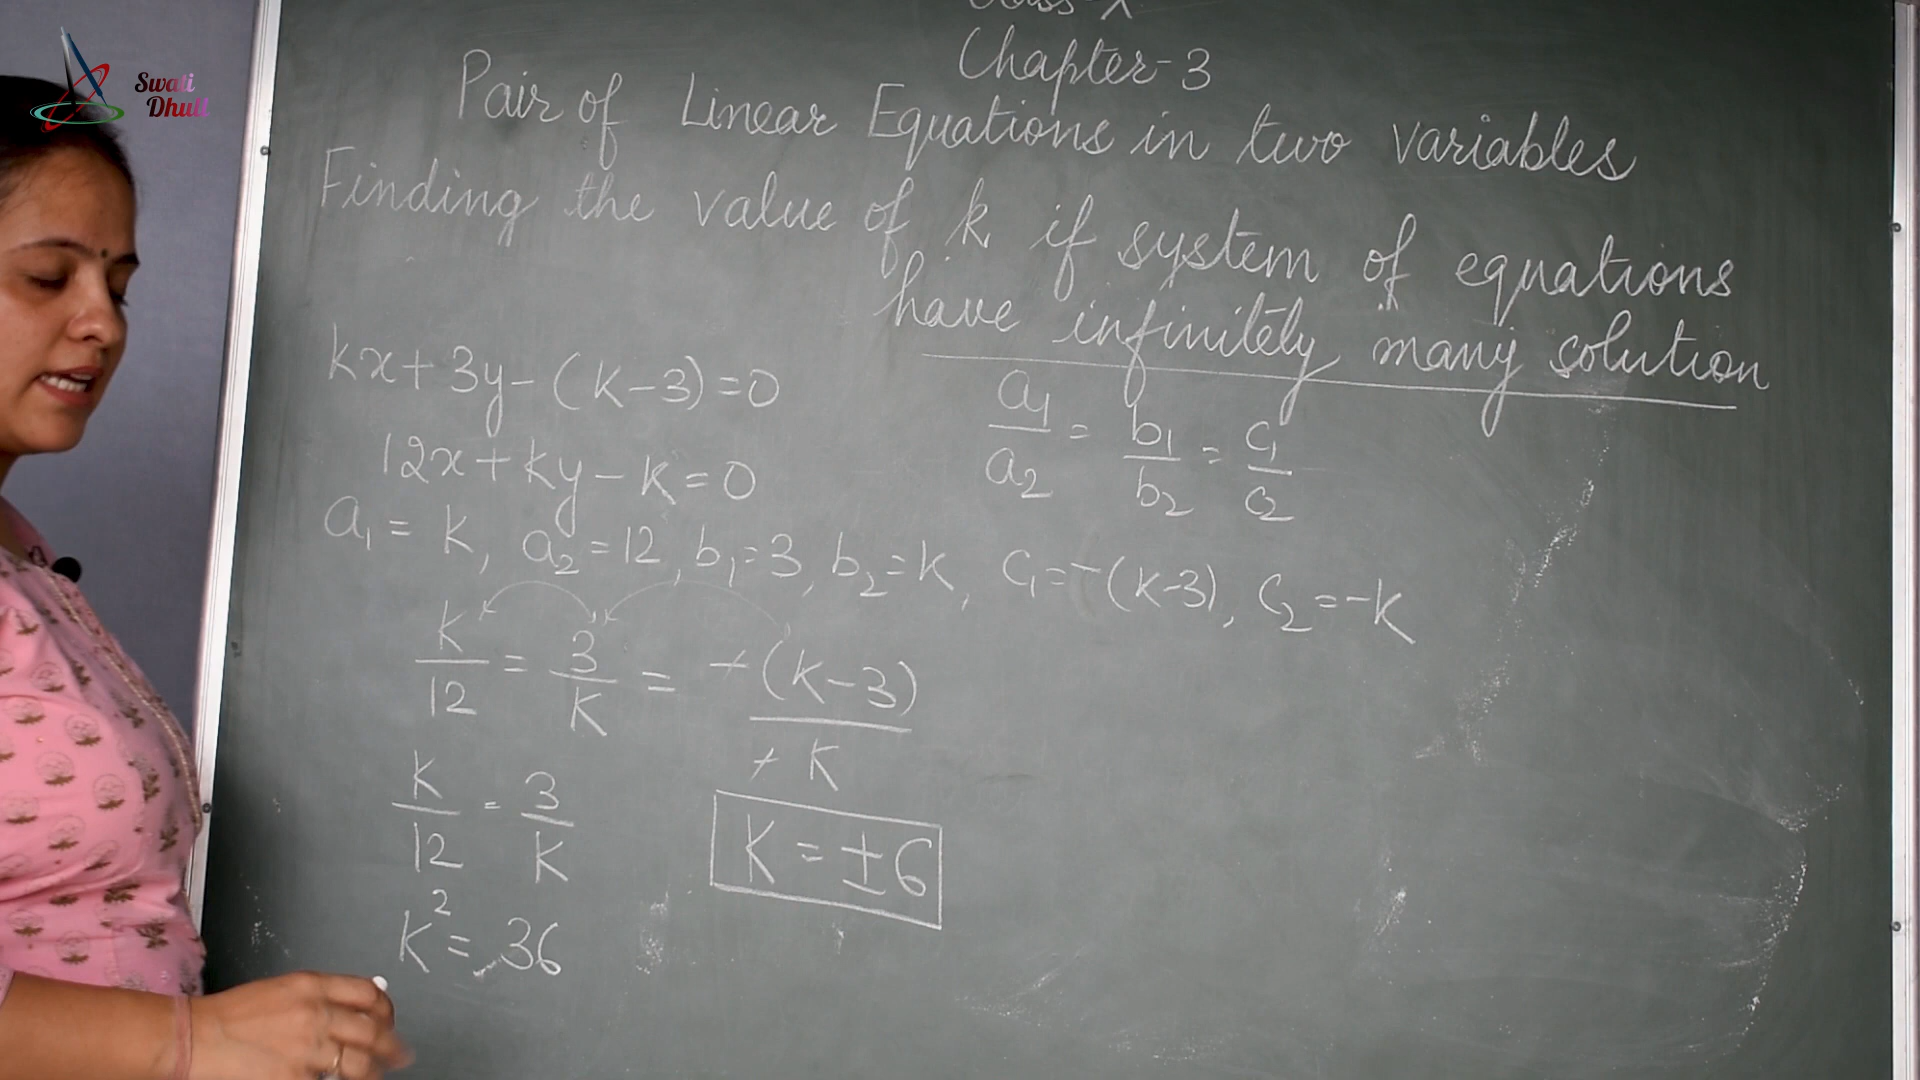 Swati
Dhull
Class-X
Chapter-3
Pair of Linear Equations in two variables
Finding the value of k if system of equations
have infinitely many solution
kx+3y-(k-3)=0
12x+ky-k=0
a₁/a₂ = b₁/b₂ = c₁/c₂
a₁=k, a₂=12, b₁=3, b₂=k, c₁=-(k-3), c₂=-k
k/12 = 3/k = -(k-3)/-k
k/12 = 3/k
k²=36
k=±6